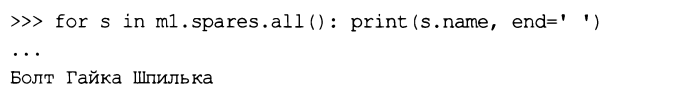 >>> for s in m1.spares.all(): print(s.name, end=' ')
...
Болт Гайка Шпилька